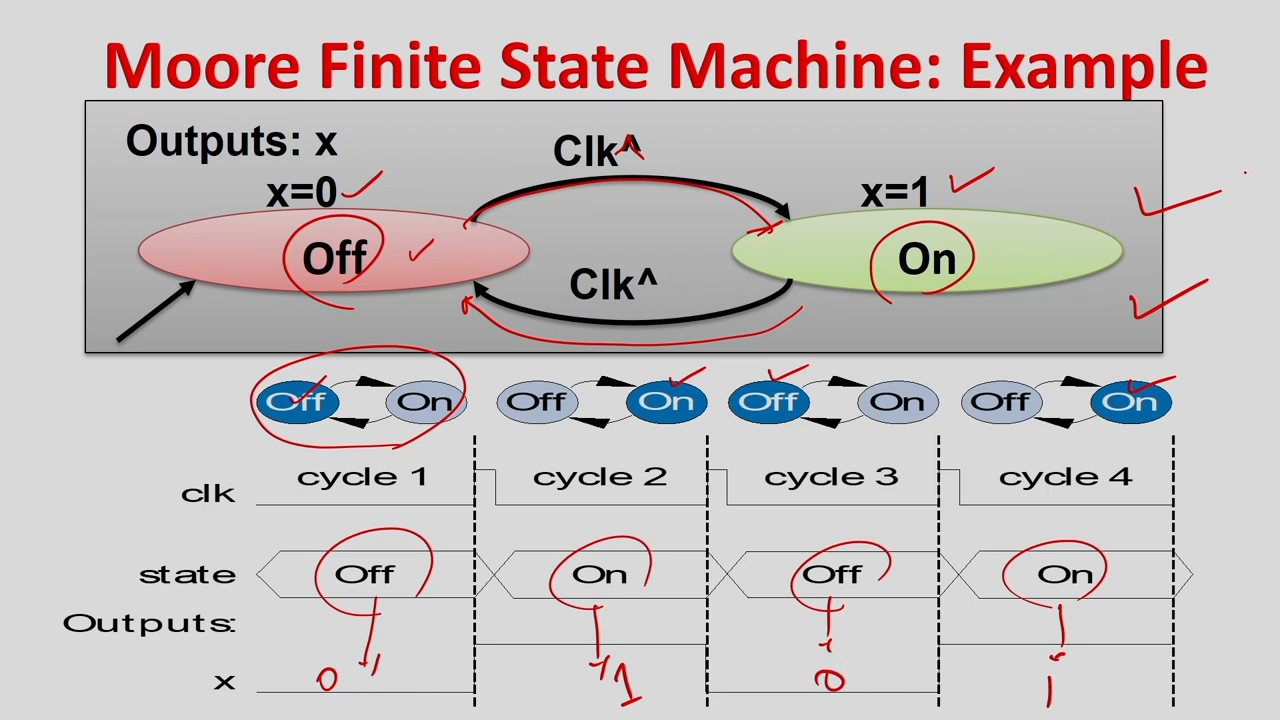 Moore Finite State Machine: Example
Outputs: x
Clk^
x=0
x=1
Off
On
Clk^
Off On Off On Off On Off On
clk cycle 1 cycle 2 cycle 3 cycle 4
state Off On Off On
Outputs:
x 0 1 0 1